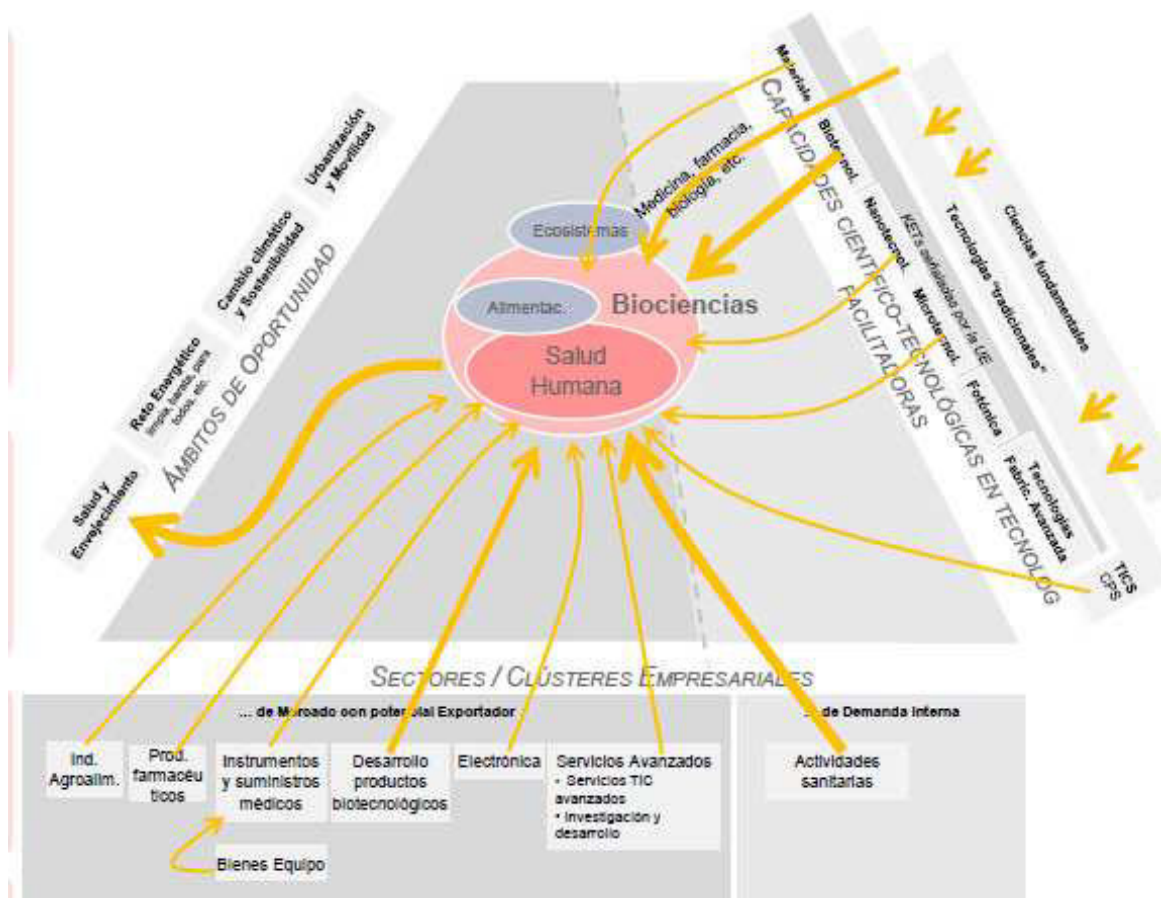 Urbanización
y Movilidad
Cambio climático
y Sostenibilidad
Reto Energético
limpia, barata, para
todos, etc.
Salud y
Envejecimiento
ÁMBITOS DE OPORTUNIDAD
Ecosistemas
Alimentac.
Biociencias
Salud
Humana
Medicina, farmacia,
biología, etc.
Materiale
Biotecnol.
Nanotecnol.
Microtecnol.
Fotónica
Tecnologías
Fabric. Avanzada
TICS
CPS
CAPACIDADES CIENTÍFICO-TECNOLÓGICAS EN TECNOLOG
FACILITADORAS
KETs señaladas por la UE
Tecnologías "tradicionales"
Ciencias fundamentales
SECTORES / CLÚSTERES EMPRESARIALES
... de Mercado con potencial Exportador
... de Demanda Interna
Ind.
Agroalim.
Prod.
farmacéu
ticos
Instrumentos
y suministros
médicos
Desarrollo
productos
biotecnológicos
Electrónica
Servicios Avanzados
• Servicios TIC
avanzados
• Investigación y
desarrollo
Actividades
sanitarias
Bienes Equipo